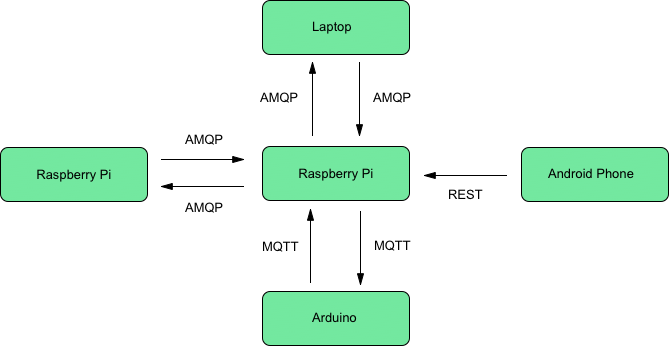 Laptop
AMQP
AMQP
AMQP
Raspberry Pi
Raspberry Pi
Android Phone
AMQP
REST
MQTT
MQTT
Arduino